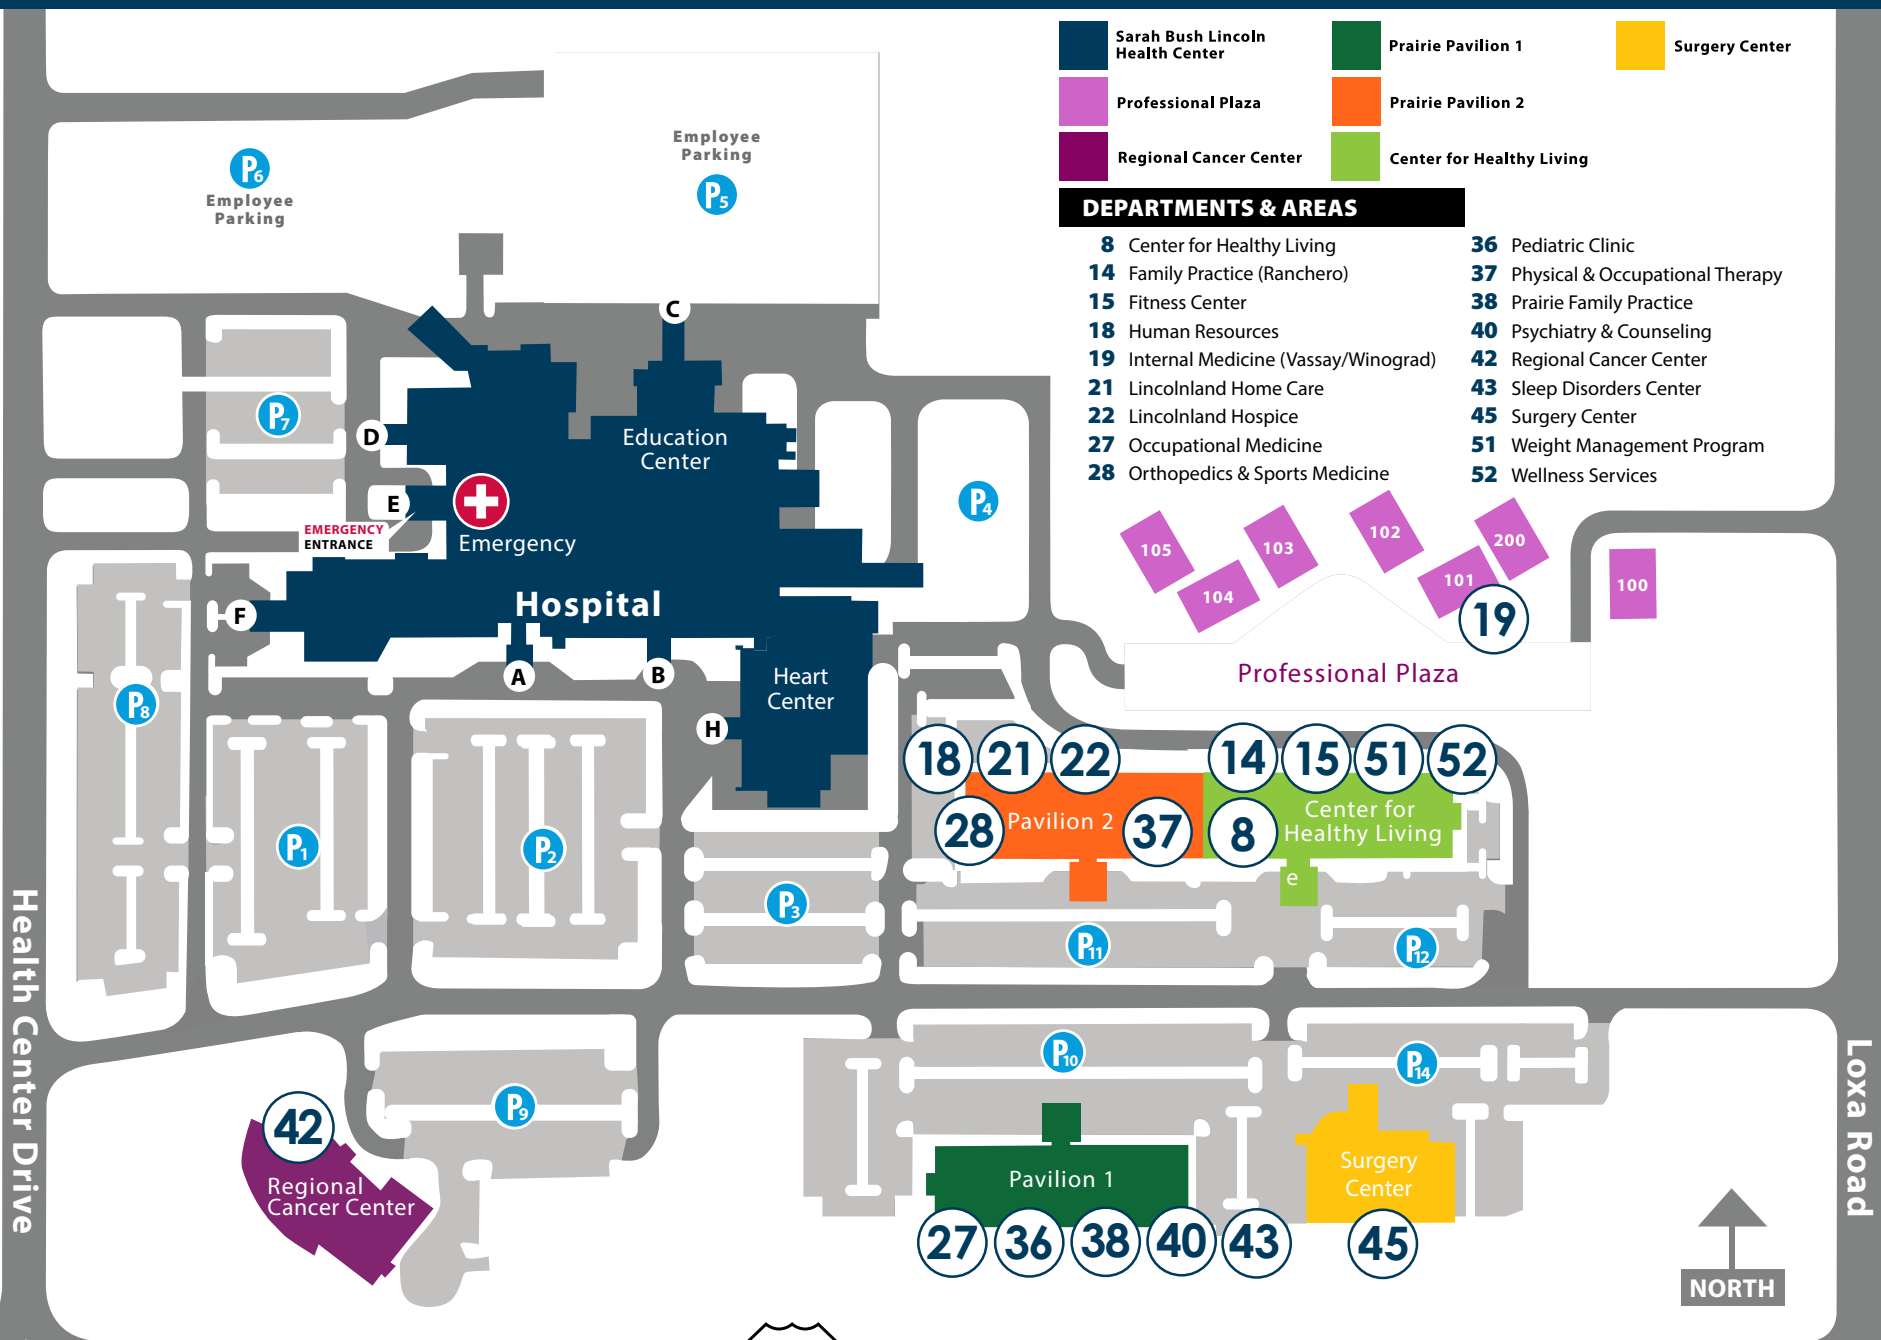 Sarah Bush Lincoln
Health Center
Prairie Pavilion 1
Surgery Center
Professional Plaza
Prairie Pavilion 2
Regional Cancer Center
Center for Healthy Living
DEPARTMENTS & AREAS
8 Center for Healthy Living
14 Family Practice (Ranchero)
15 Fitness Center
18 Human Resources
19 Internal Medicine (Vassay/Winograd)
21 Lincolnland Home Care
22 Lincolnland Hospice
27 Occupational Medicine
28 Orthopedics & Sports Medicine
36 Pediatric Clinic
37 Physical & Occupational Therapy
38 Prairie Family Practice
40 Psychiatry & Counseling
42 Regional Cancer Center
43 Sleep Disorders Center
45 Surgery Center
51 Weight Management Program
52 Wellness Services
P6
Employee
Parking
Employee
Parking
P5
C
P7
D
Education
Center
E
EMERGENCY
ENTRANCE
Emergency
P4
F
Hospital
A
B
H
Heart
Center
P8
P1
P2
P3
105
104
103
102
101
200
100
19
Professional Plaza
18
21
22
14
15
51
52
28
Pavilion 2
37
8
Center for
Healthy Living
e
P11
P12
P10
P14
P9
42
Regional
Cancer Center
Pavilion 1
27
36
38
40
43
Surgery
Center
45
Health Center Drive
Loxa Road
NORTH